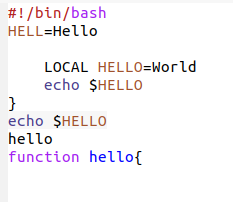 #!/bin/bash
HELL=Hello

    LOCAL HELLO=World
    echo $HELLO
}
echo $HELLO
hello
function hello{